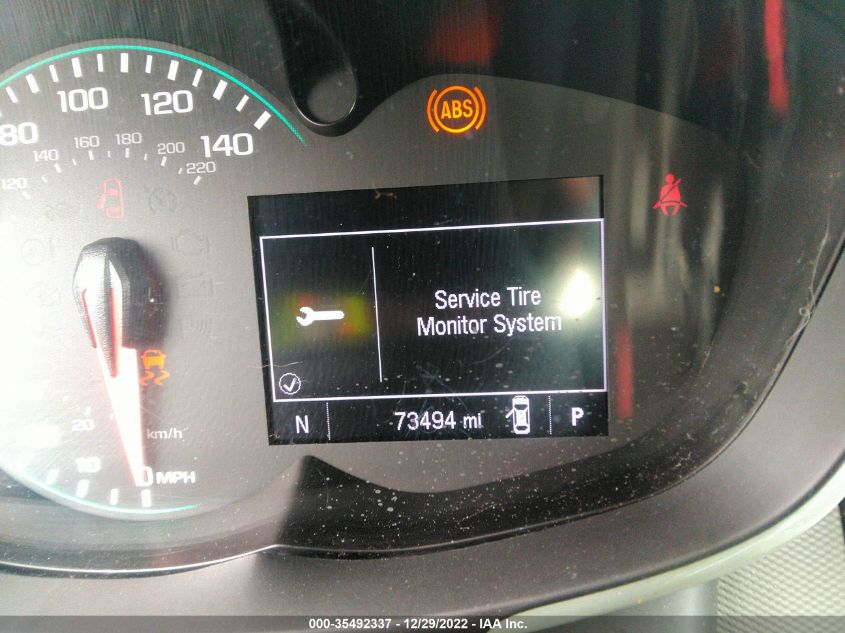 80
100
120
140
120
140
160
180
200
220
ABS
Service Tire
Monitor System
N
73494 mi
P
20
km/h
10
0 MPH
000-35492337 - 12/29/2022 - IAA Inc.